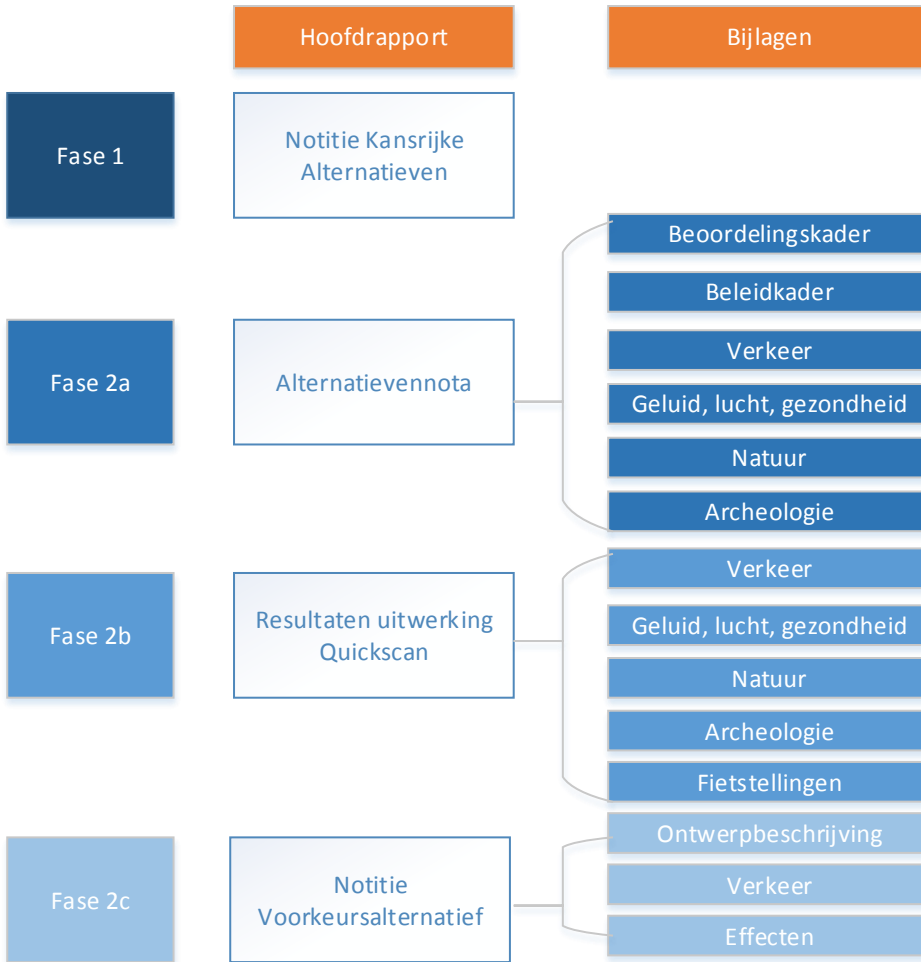 Hoofdrapport
Bijlagen
Fase 1
Notitie Kansrijke
Alternatieven
Fase 2a
Alternatievennota
Beoordelingskader
Beleidkader
Verkeer
Geluid, lucht, gezondheid
Natuur
Archeologie
Fase 2b
Resultaten uitwerking
Quickscan
Verkeer
Geluid, lucht, gezondheid
Natuur
Archeologie
Fietstellingen
Fase 2c
Notitie
Voorkeursalternatief
Ontwerpbeschrijving
Verkeer
Effecten